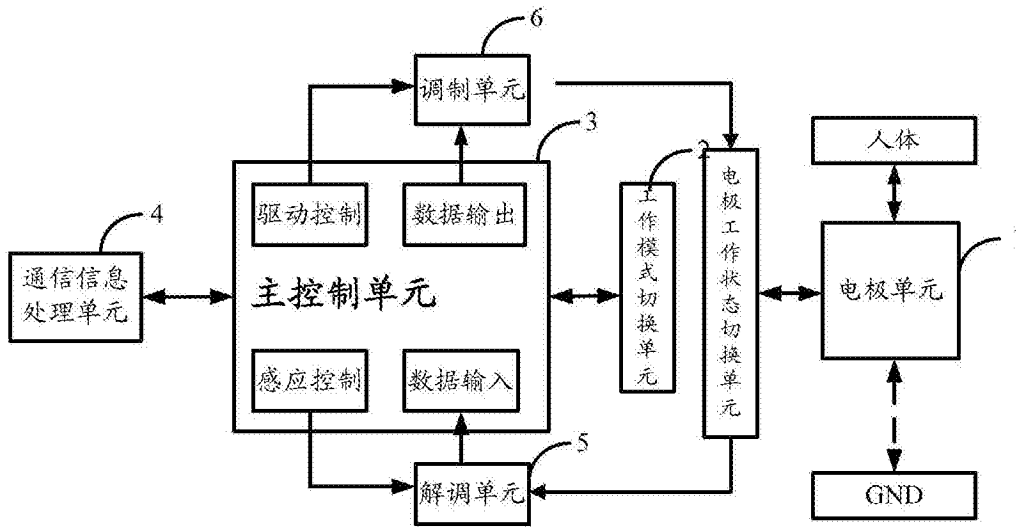 6
调制单元
3
人体
2
驱动控制
数据输出
4
工作模式切换单元
电极工作状态切换单元
1
通信信息
处理单元
主控制单元
电极单元
感应控制
数据输入
5
解调单元
GND